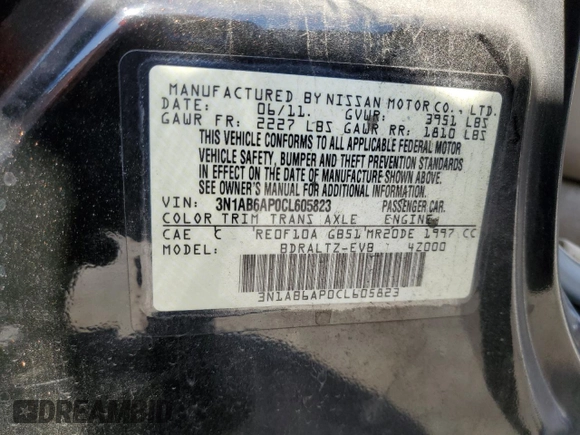 MANUFACTURED BY NISSAN MOTOR CO., LTD.
DATE: 06/11. GVWR: 3951 LBS
GAWR FR: 2227 LBS GAWR RR: 1810 LBS
THIS VEHICLE CONFORMS TO ALL APPLICABLE FEDERAL MOTOR
VEHICLE SAFETY, BUMPER AND THEFT PREVENTION STANDARDS
IN EFFECT ON THE DATE OF MANUFACTURE SHOWN ABOVE.
SEE OWNER'S MANUAL FOR ADDITIONAL INFORMATION.
VIN: 3N1AB6AP0CL605823 PASSENGER CAR.
COLOR TRIM TRANS AXLE ENGINE
CAE C RE0F10A GB51 MR20DE 1997 CC
BDRALTZ-EVB 4Z000
3N1AB6AP0CL605823
DREAMBID